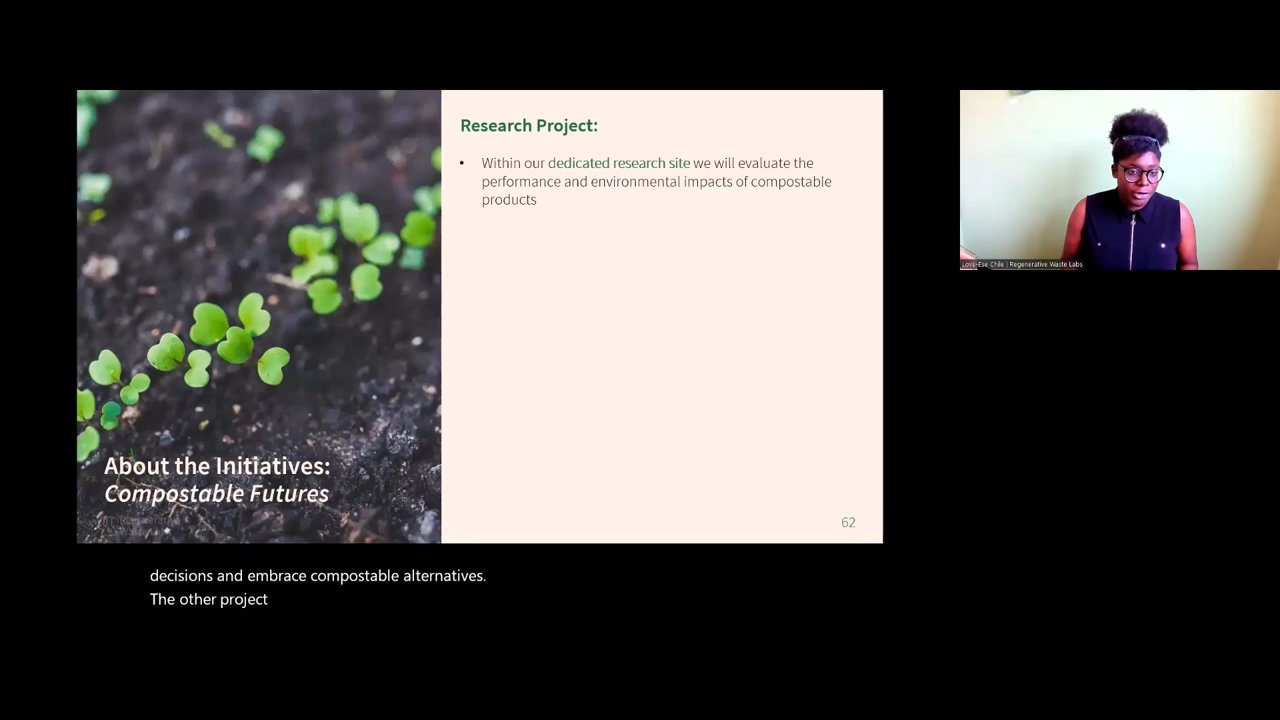 Research Project:
• Within our dedicated research site we will evaluate the
performance and environmental impacts of compostable
products
About the Initiatives:
Compostable Futures
62
Love-Ese Chile | Regenerative Waste Labs
decisions and embrace compostable alternatives.
The other project